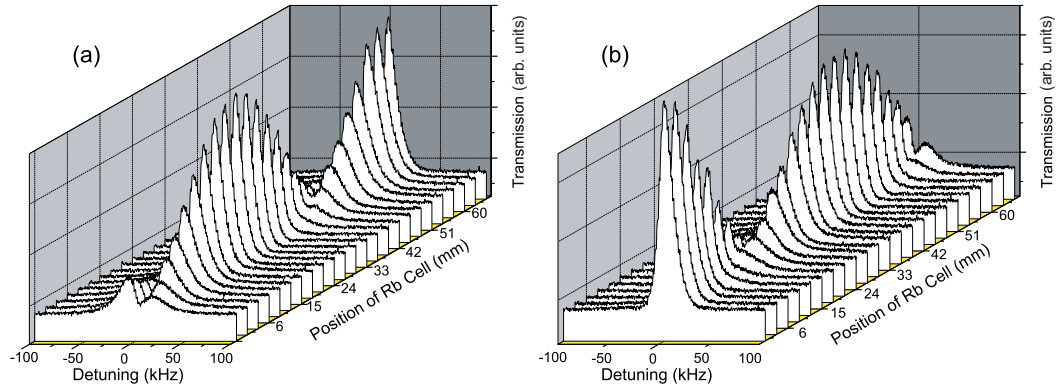 (a)
Transmission (arb. units)
60
51
42
33
24
15
6
Position of Rb Cell (mm)
-100 -50 0 50 100
Detuning (kHz)
(b)
Transmission (arb. units)
60
51
42
33
24
15
6
Position of Rb Cell (mm)
-100 -50 0 50 100
Detuning (kHz)